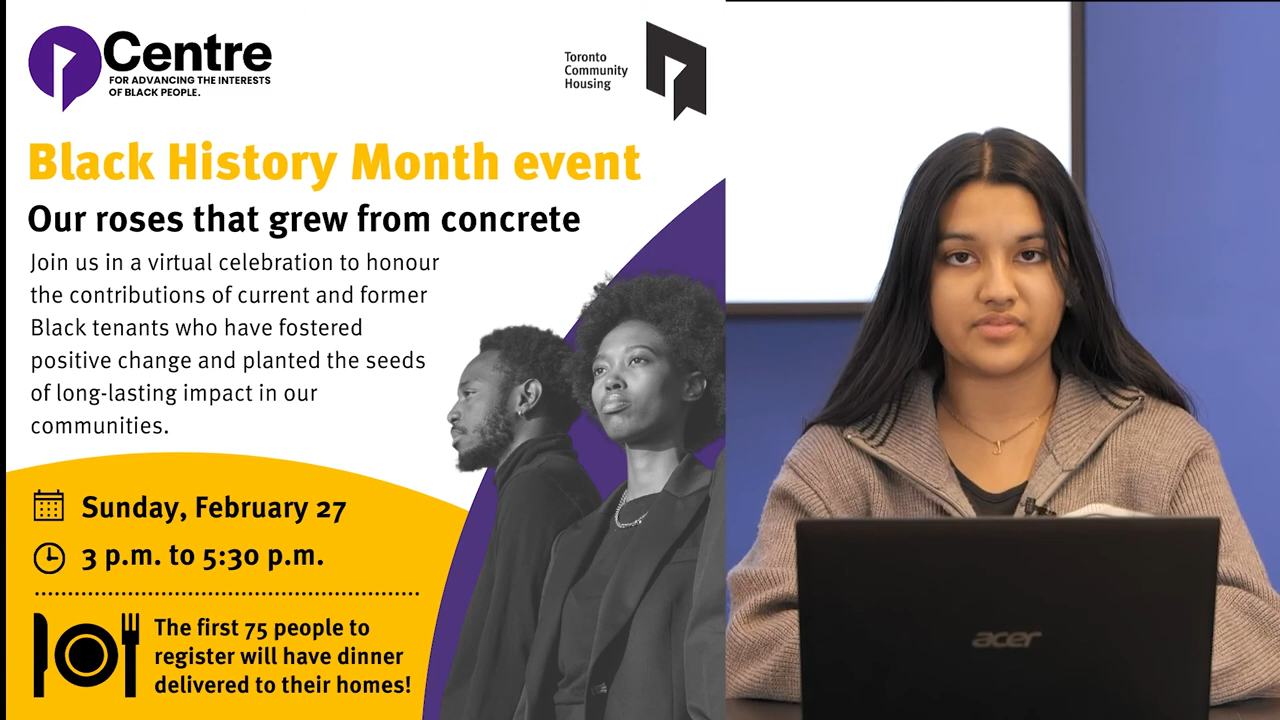 Centre
FOR ADVANCING THE INTERESTS
OF BLACK PEOPLE.
Toronto
Community
Housing
Black History Month event
Our roses that grew from concrete
Join us in a virtual celebration to honour
the contributions of current and former
Black tenants who have fostered
positive change and planted the seeds
of long-lasting impact in our
communities.
Sunday, February 27
3 p.m. to 5:30 p.m.
The first 75 people to
register will have dinner
delivered to their homes!
acer